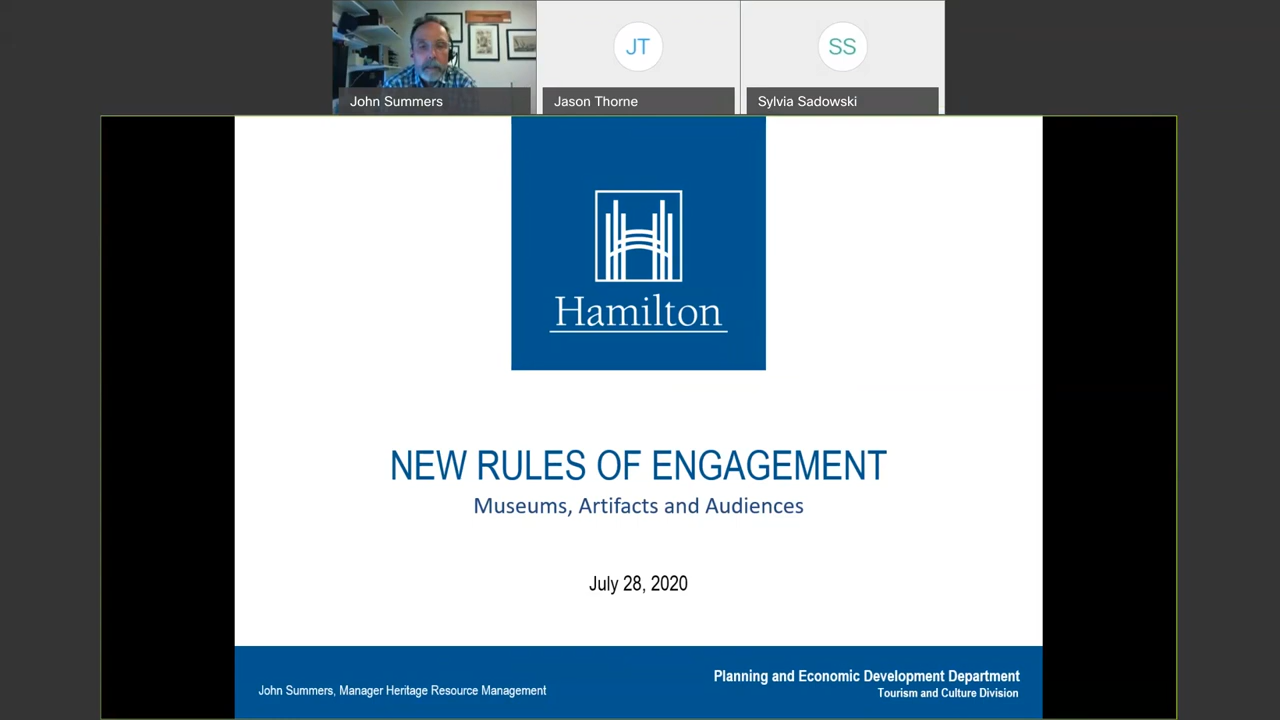 JT
SS
John Summers
Jason Thorne
Sylvia Sadowski
Hamilton
NEW RULES OF ENGAGEMENT
Museums, Artifacts and Audiences
July 28, 2020
John Summers, Manager Heritage Resource Management
Planning and Economic Development Department
Tourism and Culture Division